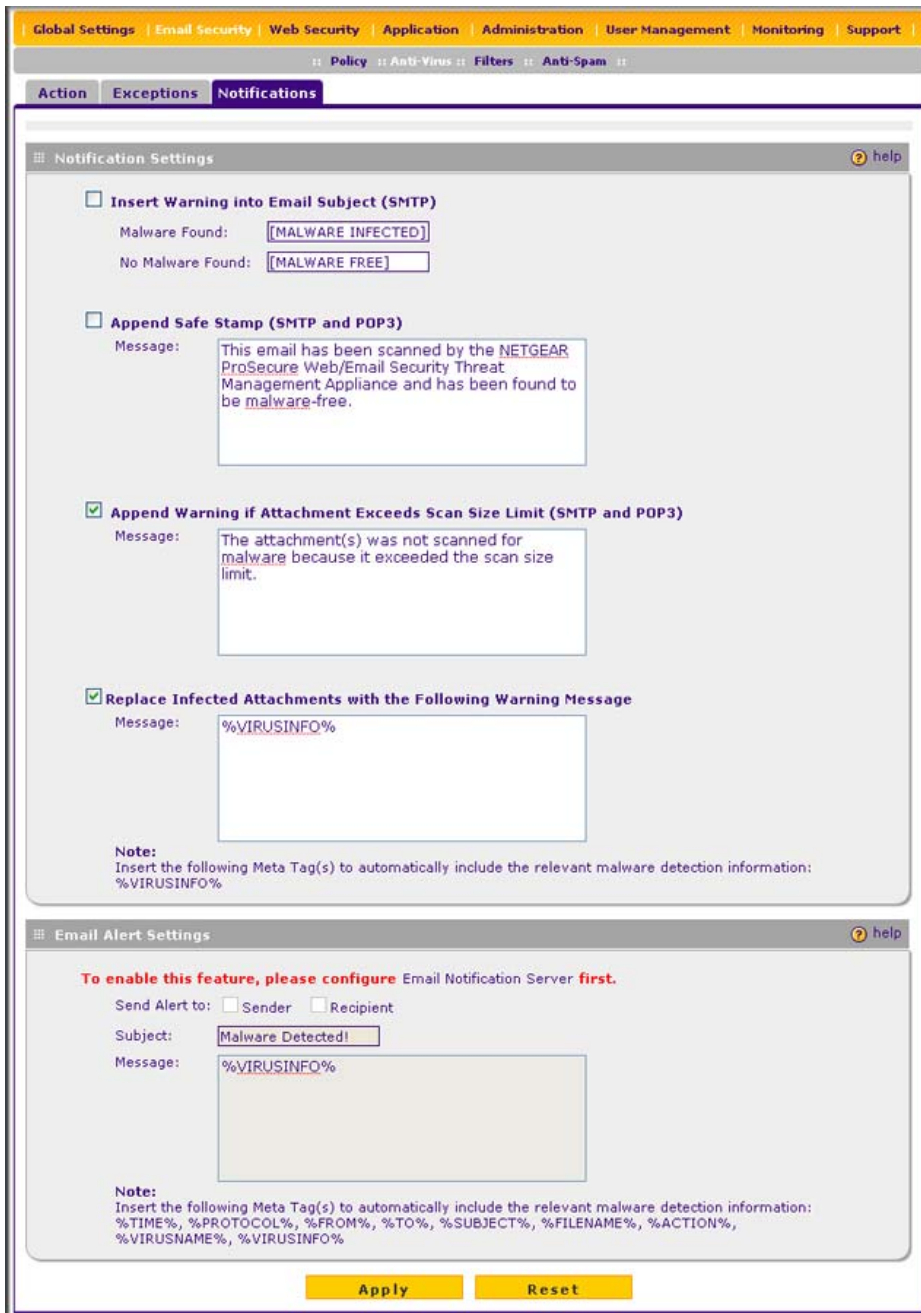 Global Settings | Email Security | Web Security | Application | Administration | User Management | Monitoring | Support |
:: Policy :: Anti-Virus :: Filters :: Anti-Spam ::
Action Exceptions Notifications
Notification Settings help
Insert Warning into Email Subject (SMTP)
Malware Found: [MALWARE INFECTED]
No Malware Found: [MALWARE FREE]
Append Safe Stamp (SMTP and POP3)
Message: This email has been scanned by the NETGEAR
ProSecure Web/Email Security Threat
Management Appliance and has been found to
be malware-free.
Append Warning if Attachment Exceeds Scan Size Limit (SMTP and POP3)
Message: The attachment(s) was not scanned for
malware because it exceeded the scan size
limit.
Replace Infected Attachments with the Following Warning Message
Message: %VIRUSINFO%
Note:
Insert the following Meta Tag(s) to automatically include the relevant malware detection information:
%VIRUSINFO%
Email Alert Settings help
To enable this feature, please configure Email Notification Server first.
Send Alert to: Sender Recipient
Subject: Malware Detected!
Message: %VIRUSINFO%
Note:
Insert the following Meta Tag(s) to automatically include the relevant malware detection information:
%TIME%, %PROTOCOL%, %FROM%, %TO%, %SUBJECT%, %FILENAME%, %ACTION%,
%VIRUSNAME%, %VIRUSINFO%
Apply Reset